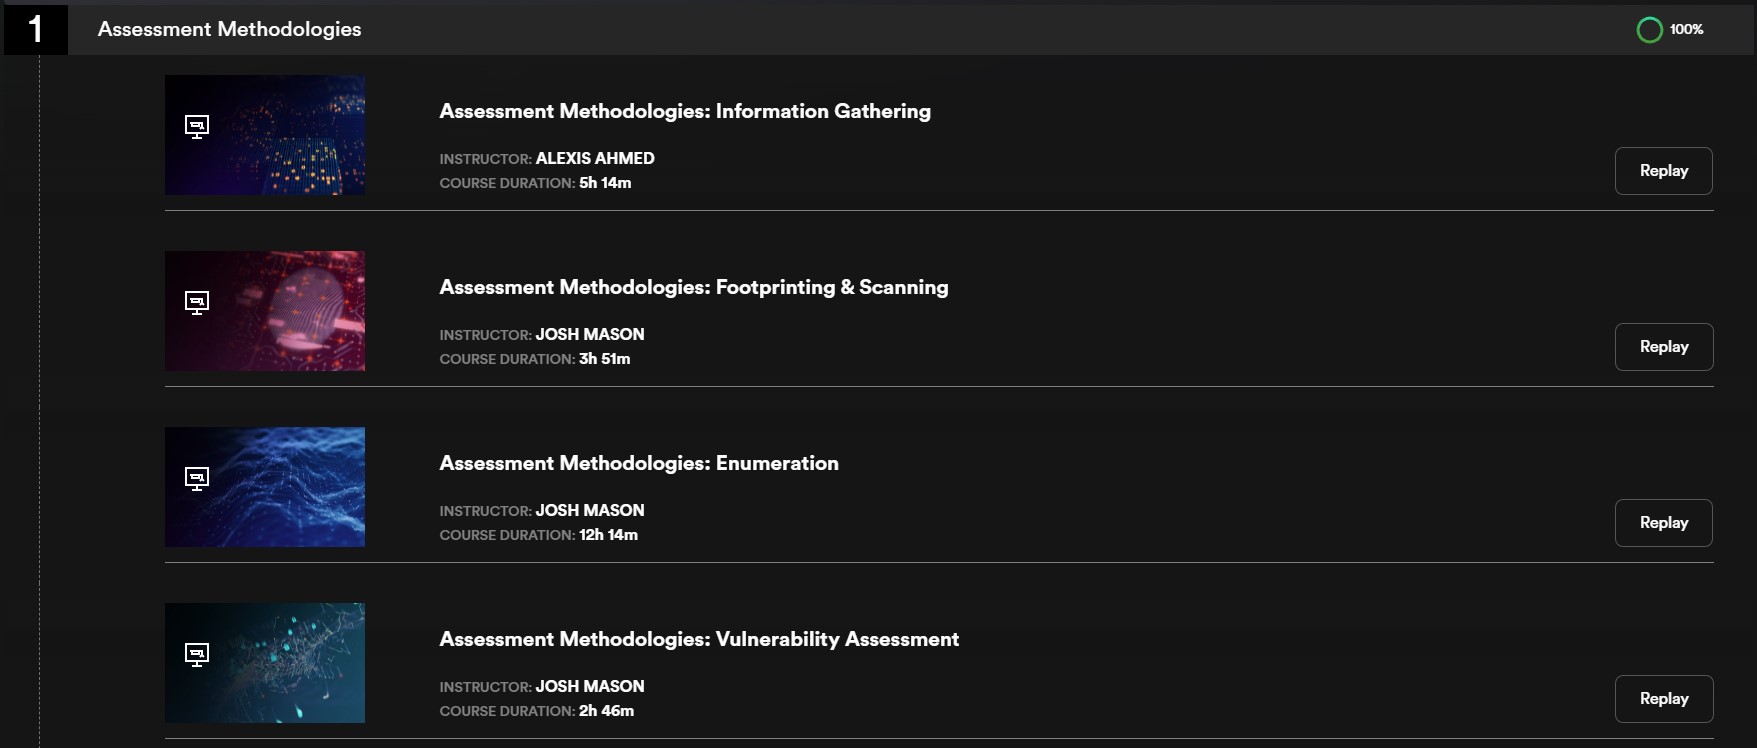 1
Assessment Methodologies
100%
Assessment Methodologies: Information Gathering
INSTRUCTOR: ALEXIS AHMED
COURSE DURATION: 5h 14m
Replay
Assessment Methodologies: Footprinting & Scanning
INSTRUCTOR: JOSH MASON
COURSE DURATION: 3h 51m
Replay
Assessment Methodologies: Enumeration
INSTRUCTOR: JOSH MASON
COURSE DURATION: 12h 14m
Replay
Assessment Methodologies: Vulnerability Assessment
INSTRUCTOR: JOSH MASON
COURSE DURATION: 2h 46m
Replay